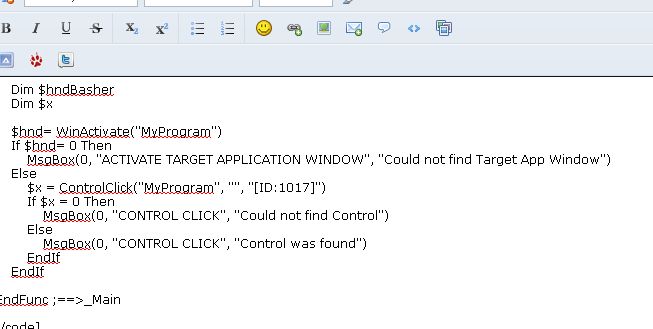 B I U S X₂ X²
Dim $hndBasher
Dim $x
$hnd= WinActivate("MyProgram")
If $hnd= 0 Then
MsgBox(0, "ACTIVATE TARGET APPLICATION WINDOW", "Could not find Target App Window")
Else
$x = ControlClick("MyProgram", "", "[ID:1017]")
If $x = 0 Then
MsgBox(0, "CONTROL CLICK", "Could not find Control")
Else
MsgBox(0, "CONTROL CLICK", "Control was found")
EndIf
EndIf
EndFunc ;==>_Main
/code]